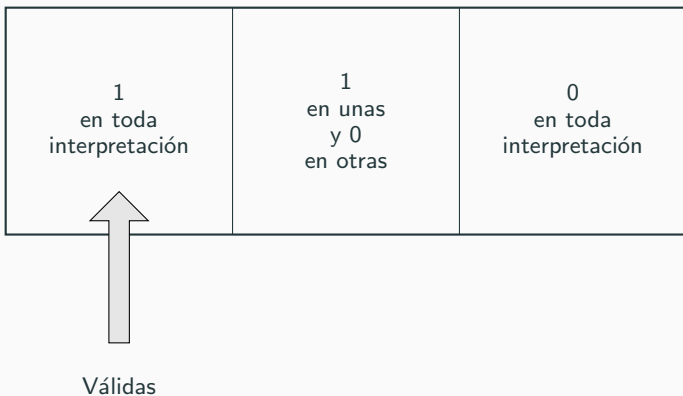 1
en toda
interpretación
1
en unas
y 0
en otras
0
en toda
interpretación
Válidas